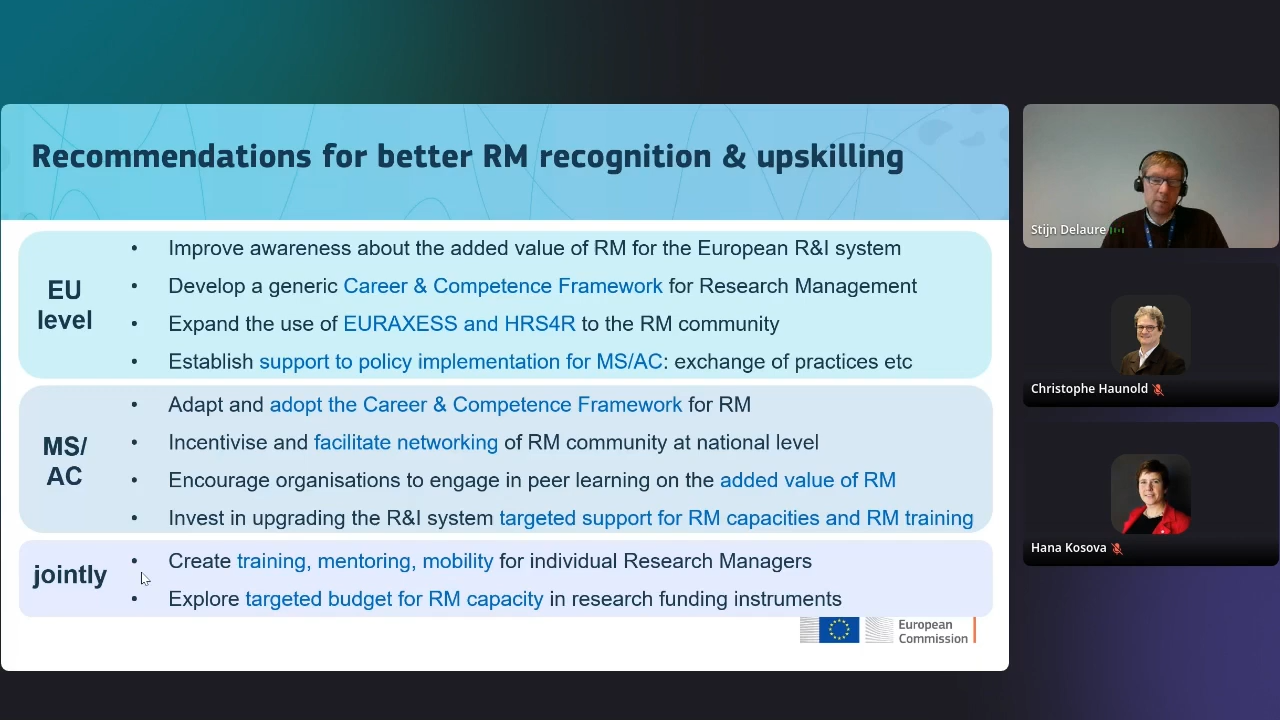 Recommendations for better RM recognition & upskilling
EU
level
• Improve awareness about the added value of RM for the European R&I system
• Develop a generic Career & Competence Framework for Research Management
• Expand the use of EURAXESS and HRS4R to the RM community
• Establish support to policy implementation for MS/AC: exchange of practices etc
MS/
AC
• Adapt and adopt the Career & Competence Framework for RM
• Incentivise and facilitate networking of RM community at national level
• Encourage organisations to engage in peer learning on the added value of RM
• Invest in upgrading the R&I system targeted support for RM capacities and RM training
jointly
• Create training, mentoring, mobility for individual Research Managers
• Explore targeted budget for RM capacity in research funding instruments
European
Commission
Stijn Delaure
Christophe Haunold
Hana Kosova